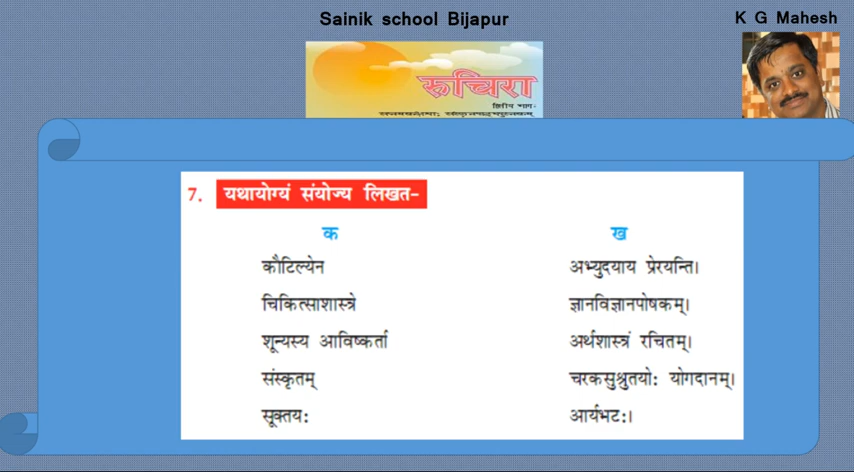 Sainik school Bijapur
K G Mahesh
रुचिरा
द्वितीय भागः
7. यथायोग्यं संयोज्य लिखत-
क ख
कौटिल्येन अभ्युदयाय प्रेरयन्ति।
चिकित्साशास्त्रे ज्ञानविज्ञानपोषकम्।
शून्यस्य आविष्कर्ता अर्थशास्त्रं रचितम्।
संस्कृतम् चरकसुश्रुतयोः योगदानम्।
सूक्तयः आर्यभटः।